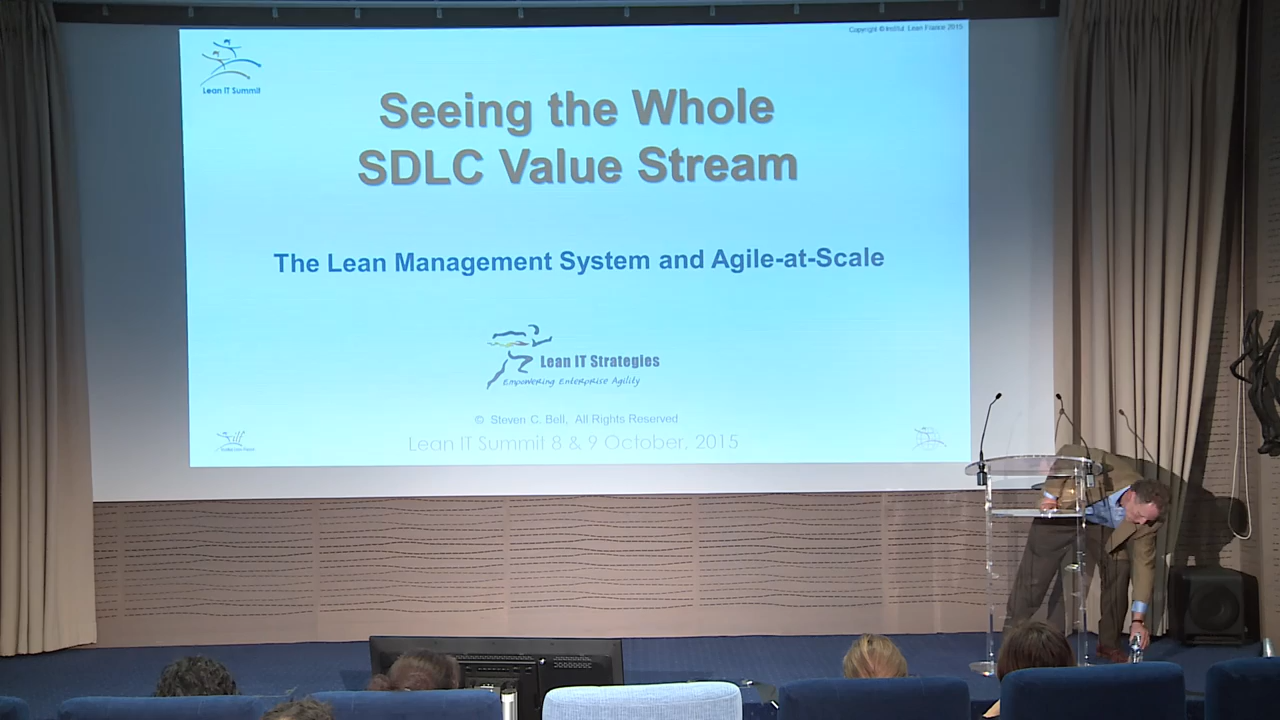 Copyright © Institut Lean France 2015
Lean IT Summit
Seeing the Whole
SDLC Value Stream
The Lean Management System and Agile-at-Scale
Lean IT Strategies
Empowering Enterprise Agility
© Steven C. Bell, All Rights Reserved
Lean IT Summit 8 & 9 October, 2015